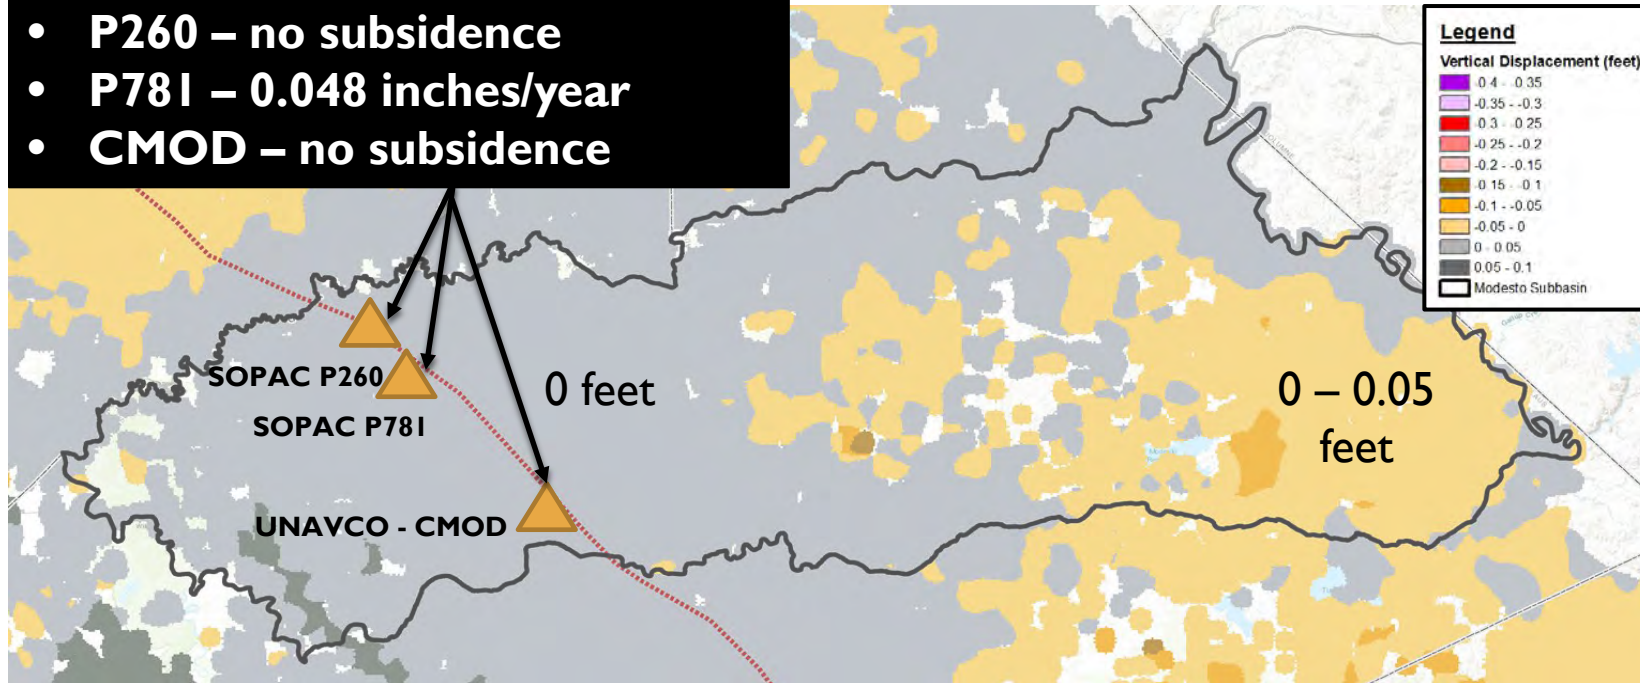 • P260 – no subsidence
• P781 – 0.048 inches/year
• CMOD – no subsidence
Legend
Vertical Displacement (feet)
-0.4 - -0.35
-0.35 - -0.3
-0.3 - -0.25
-0.25 - -0.2
-0.2 - -0.15
-0.15 - -0.1
-0.1 - -0.05
-0.05 - 0
0 - 0.05
0.05 - 0.1
Modesto Subbasin
SOPAC P260
SOPAC P781
0 feet
0 – 0.05
feet
UNAVCO - CMOD